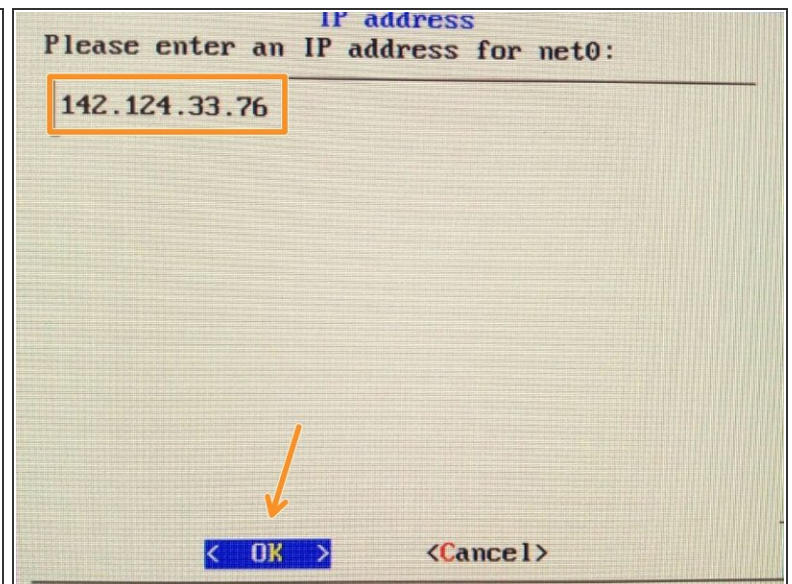 IP address
Please enter an IP address for net0:
142.124.33.76
< OK > <Cancel>